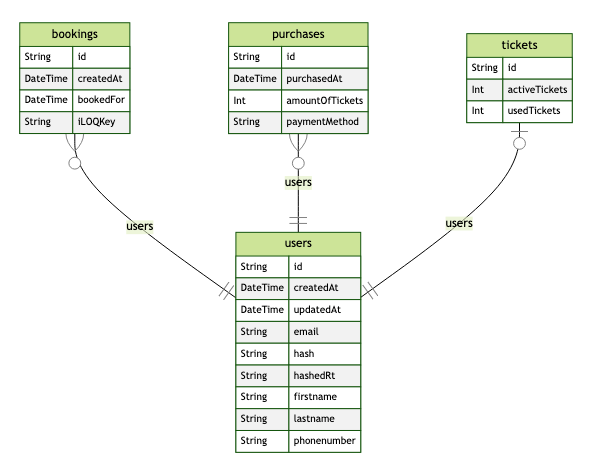 bookings
String id
DateTime createdAt
DateTime bookedFor
String iLOQKey
purchases
String id
DateTime purchasedAt
Int amountOfTickets
String paymentMethod
tickets
String id
Int activeTickets
Int usedTickets
users
users
users
users
String id
DateTime createdAt
DateTime updatedAt
String email
String hash
String hashedRt
String firstname
String lastname
String phonenumber